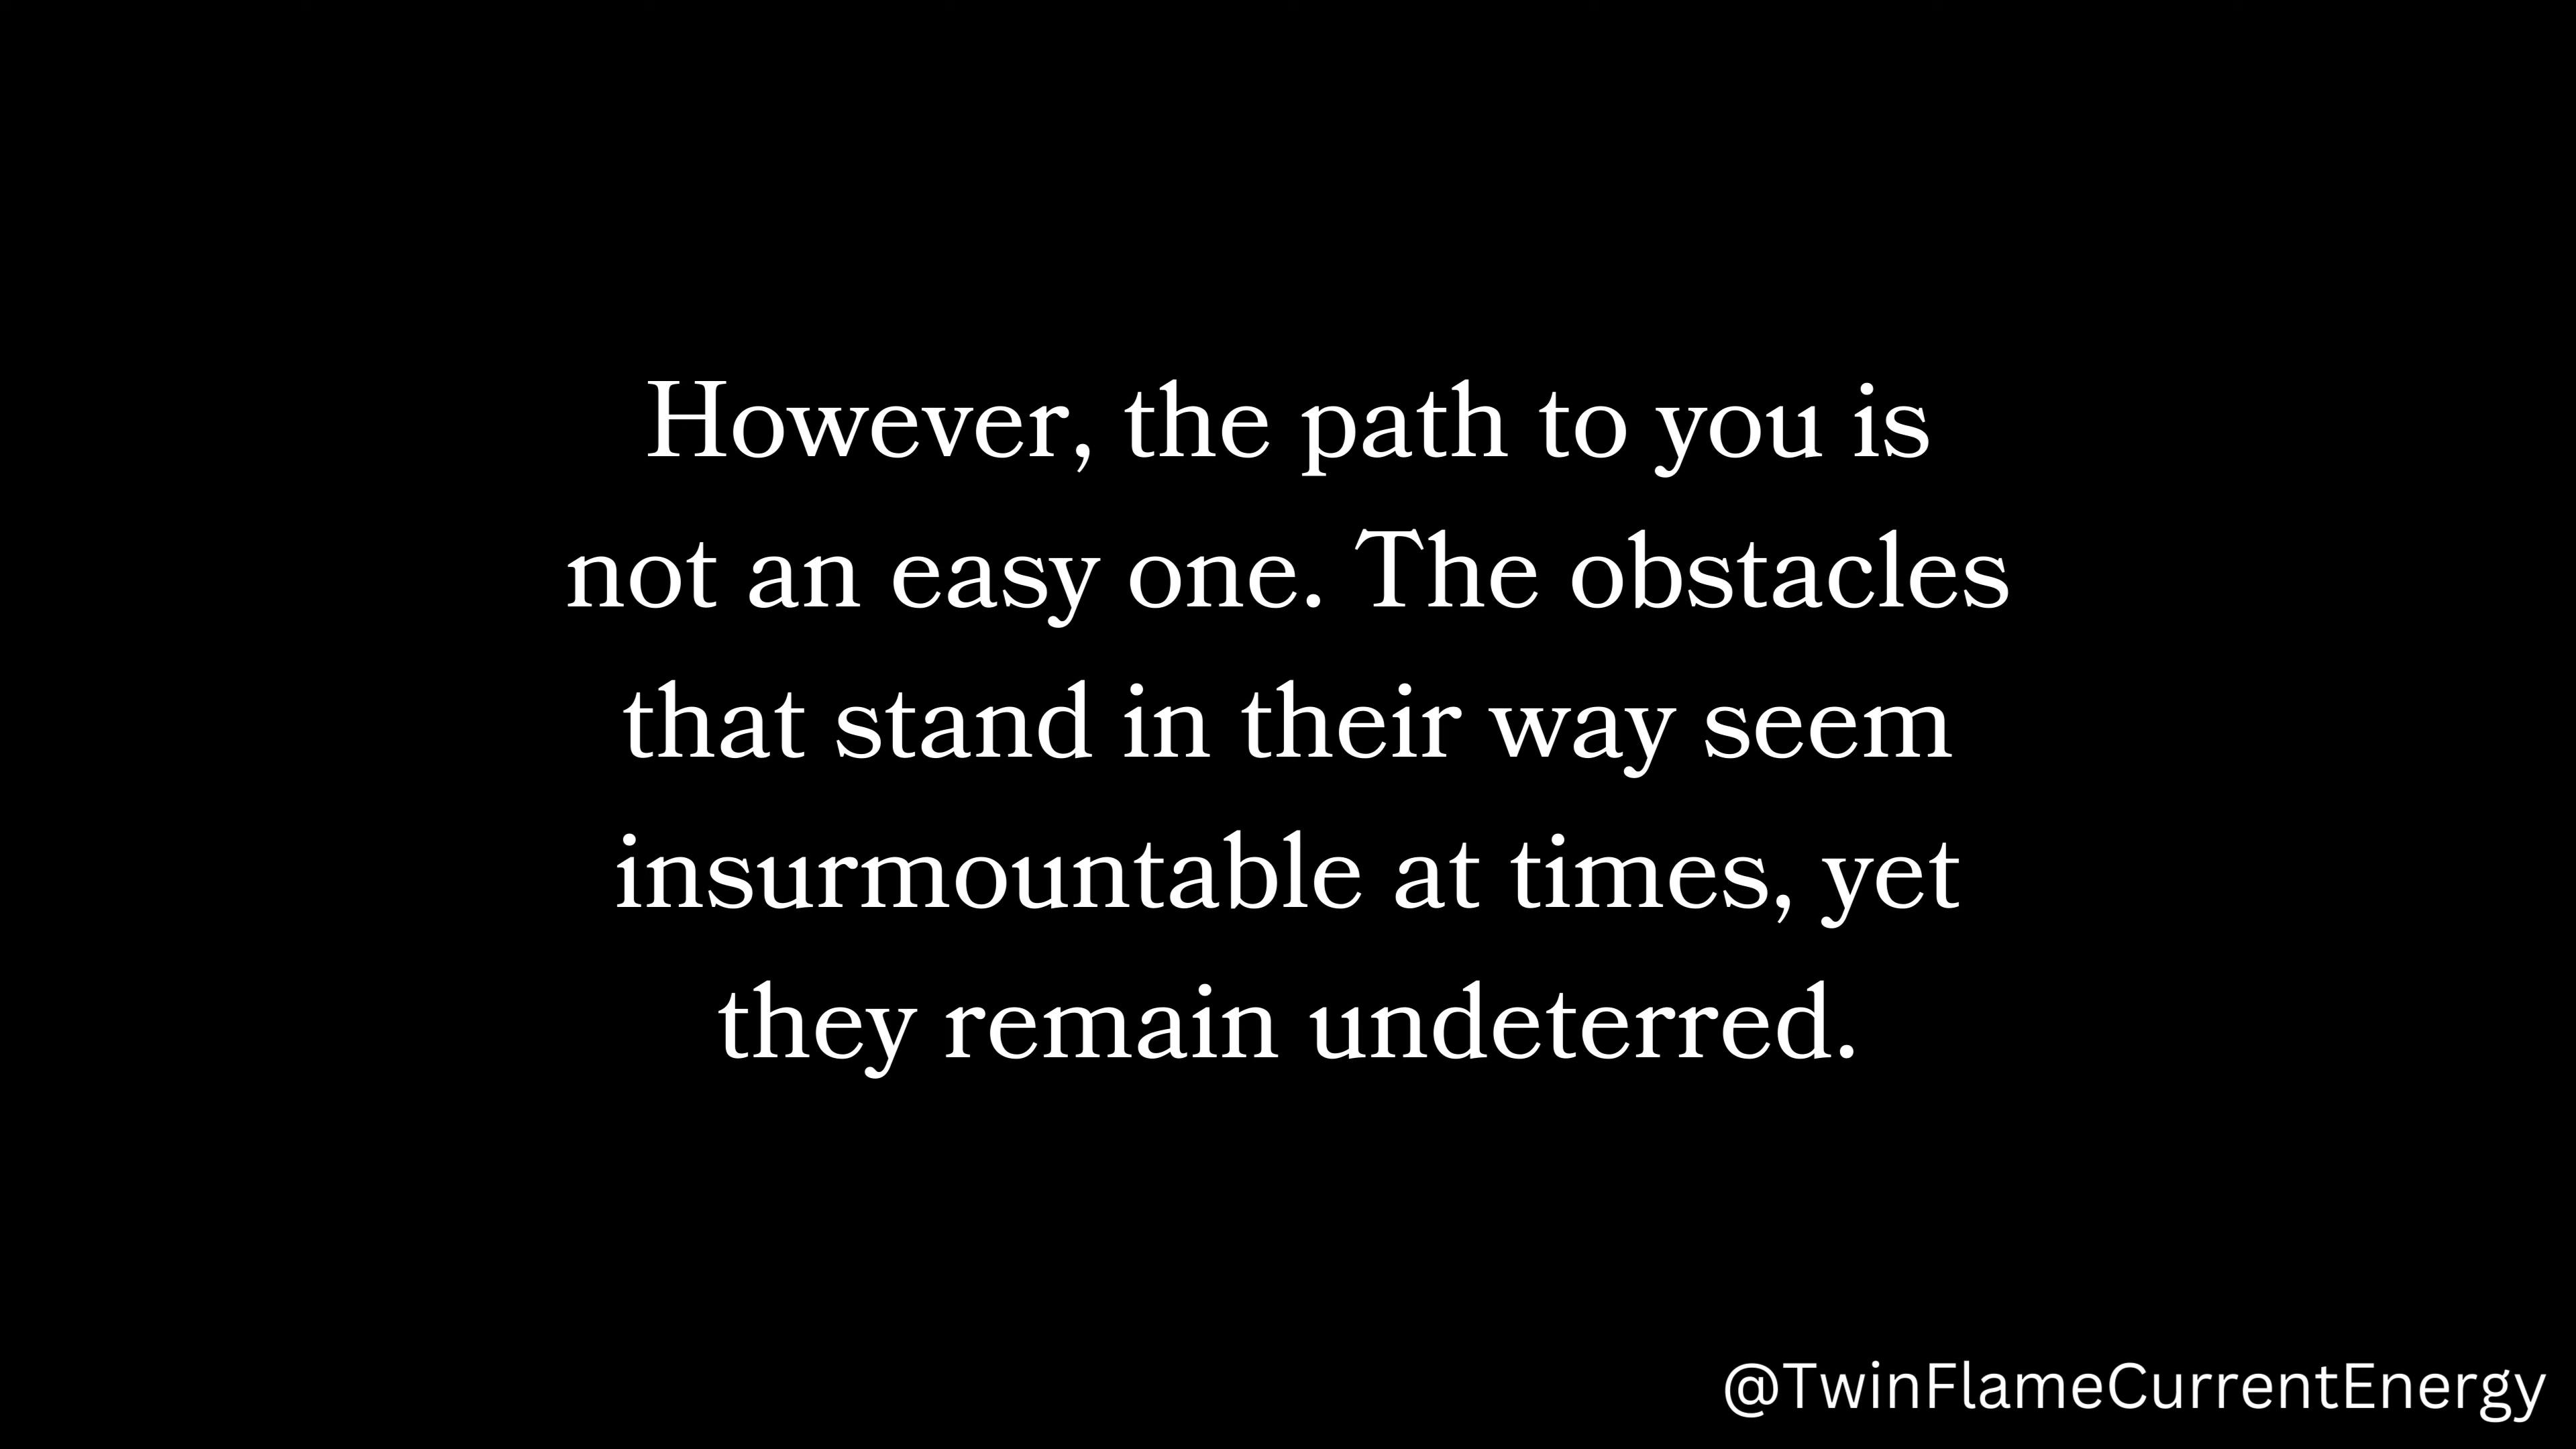 However, the path to you is
not an easy one. The obstacles
that stand in their way seem
insurmountable at times, yet
they remain undeterred.
@TwinFlameCurrentEnergy